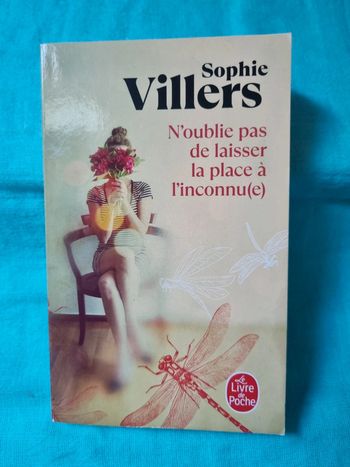 Sophie
Villers
N'oublie pas
de laisser
la place à
l'inconnu(e)
Le
Livre
de
Poche